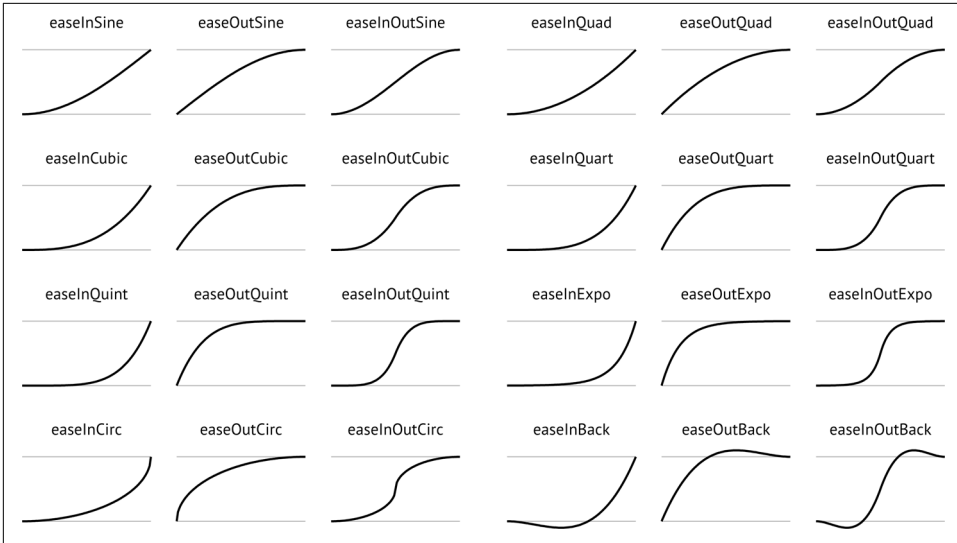 easeInSine easeOutSine easeInOutSine easeInQuad easeOutQuad easeInOutQuad
easeInCubic easeOutCubic easeInOutCubic easeInQuart easeOutQuart easeInOutQuart
easeInQuint easeOutQuint easeInOutQuint easeInExpo easeOutExpo easeInOutExpo
easeInCirc easeOutCirc easeInOutCirc easeInBack easeOutBack easeInOutBack